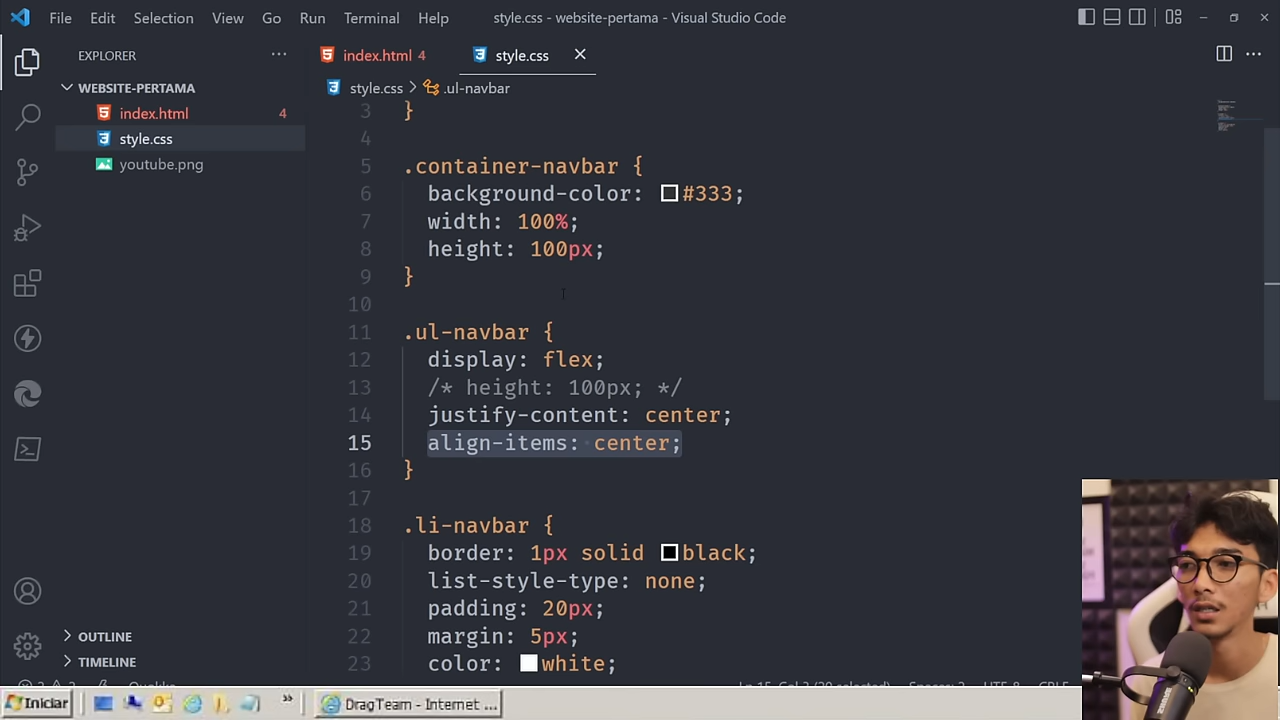 File Edit Selection View Go Run Terminal Help style.css - website-pertama - Visual Studio Code
EXPLORER
WEBSITE-PERTAMA
index.html 4
style.css
youtube.png
OUTLINE
TIMELINE
index.html 4 style.css
style.css > .ul-navbar
3 }
4
5 .container-navbar {
6 background-color: #333;
7 width: 100%;
8 height: 100px;
9 }
10
11 .ul-navbar {
12 display: flex;
13 /* height: 100px; */
14 justify-content: center;
15 align-items: center;
16 }
17
18 .li-navbar {
19 border: 1px solid black;
20 list-style-type: none;
21 padding: 20px;
22 margin: 5px;
23 color: white;
Iniciar » DragTeam - Internet ...